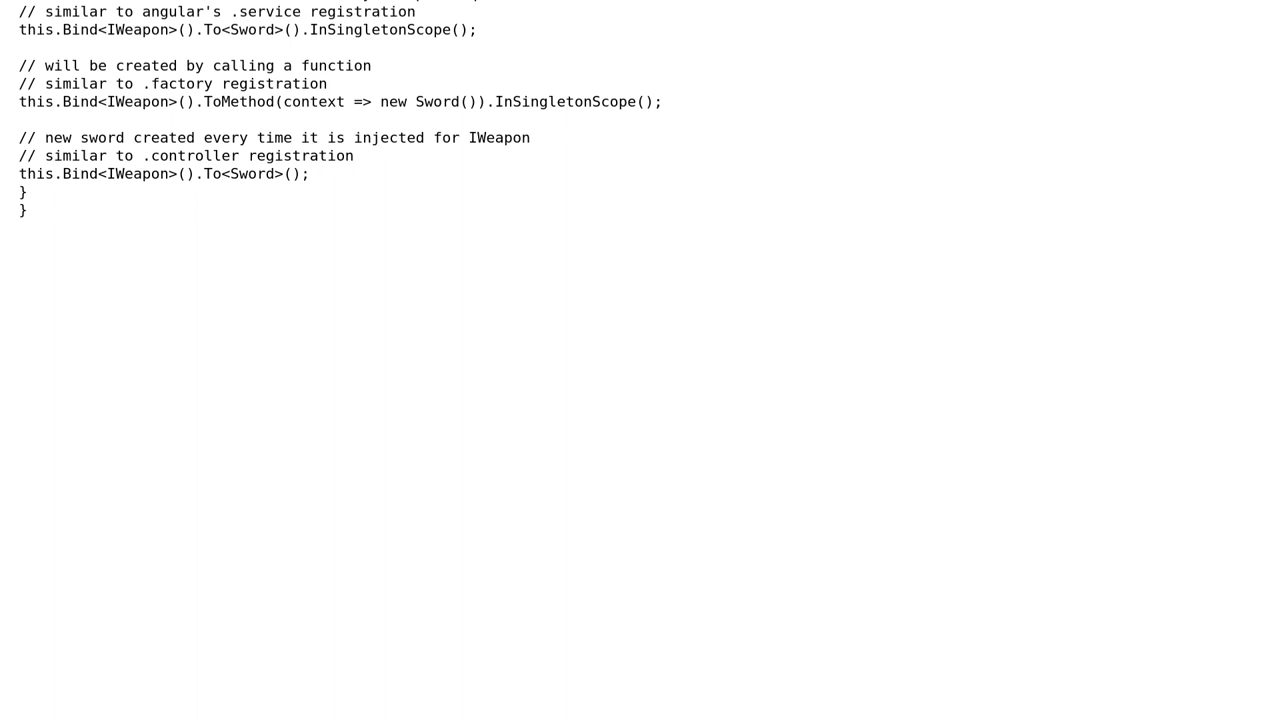 // similar to angular's .service registration
this.Bind<IWeapon>().To<Sword>().InSingletonScope();
// will be created by calling a function
// similar to .factory registration
this.Bind<IWeapon>().ToMethod(context => new Sword()).InSingletonScope();
// new sword created every time it is injected for IWeapon
// similar to .controller registration
this.Bind<IWeapon>().To<Sword>();
}
}